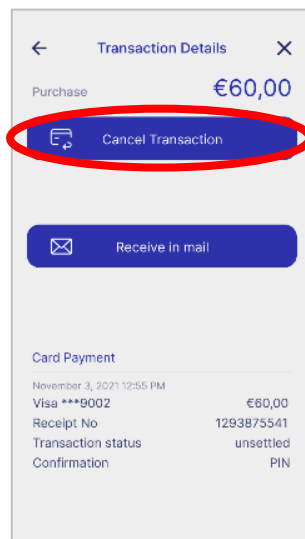 Transaction Details
Purchase €60,00
Cancel Transaction
Receive in mail
Card Payment
November 3, 2021 12:55 PM
Visa ***9002 €60,00
Receipt No 1293875541
Transaction status unsettled
Confirmation PIN